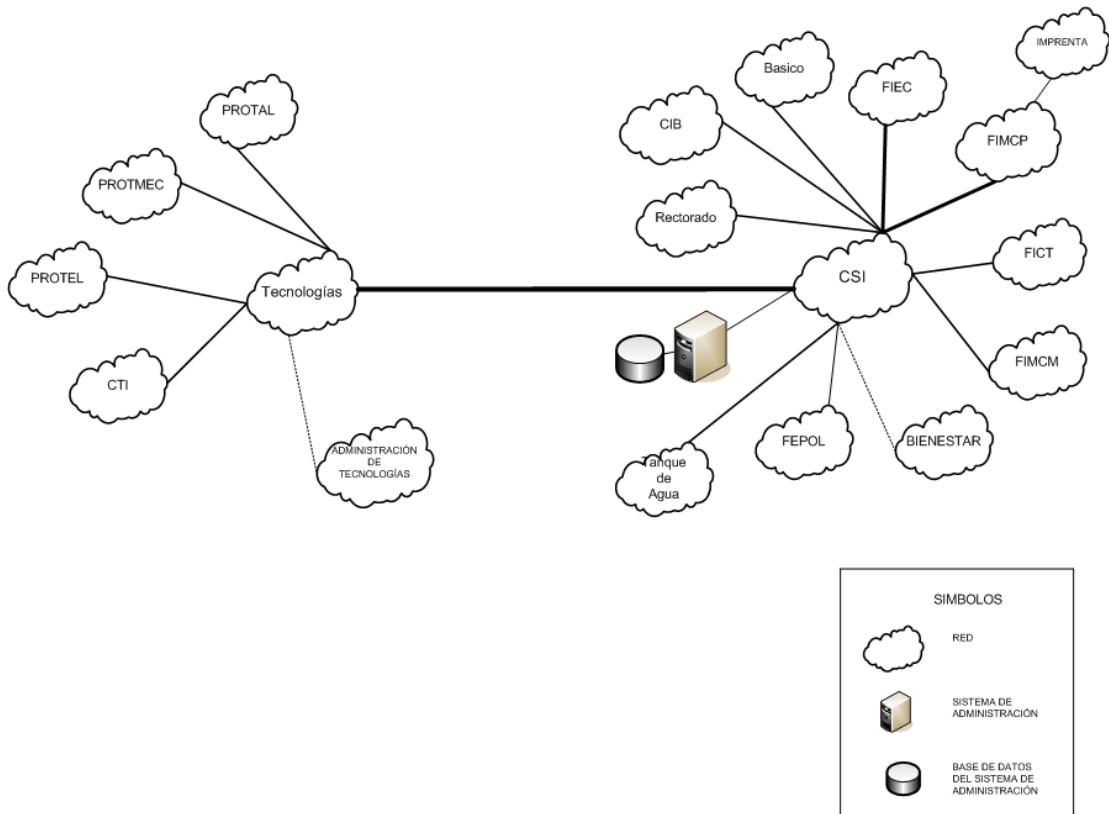 IMPRENTA
Basico
FIEC
PROTAL
CIB
FIMCP
PROTMEC
Rectorado
FICT
PROTEL
Tecnologías
CSI
FIMCM
CTI
FEPOL
BIENESTAR
ADMINISTRACIÓN
DE
TECNOLOGÍAS
Tanque
de
Agua
SIMBOLOS
RED
SISTEMA DE
ADMINISTRACIÓN
BASE DE DATOS
DEL SISTEMA DE
ADMINISTRACIÓN